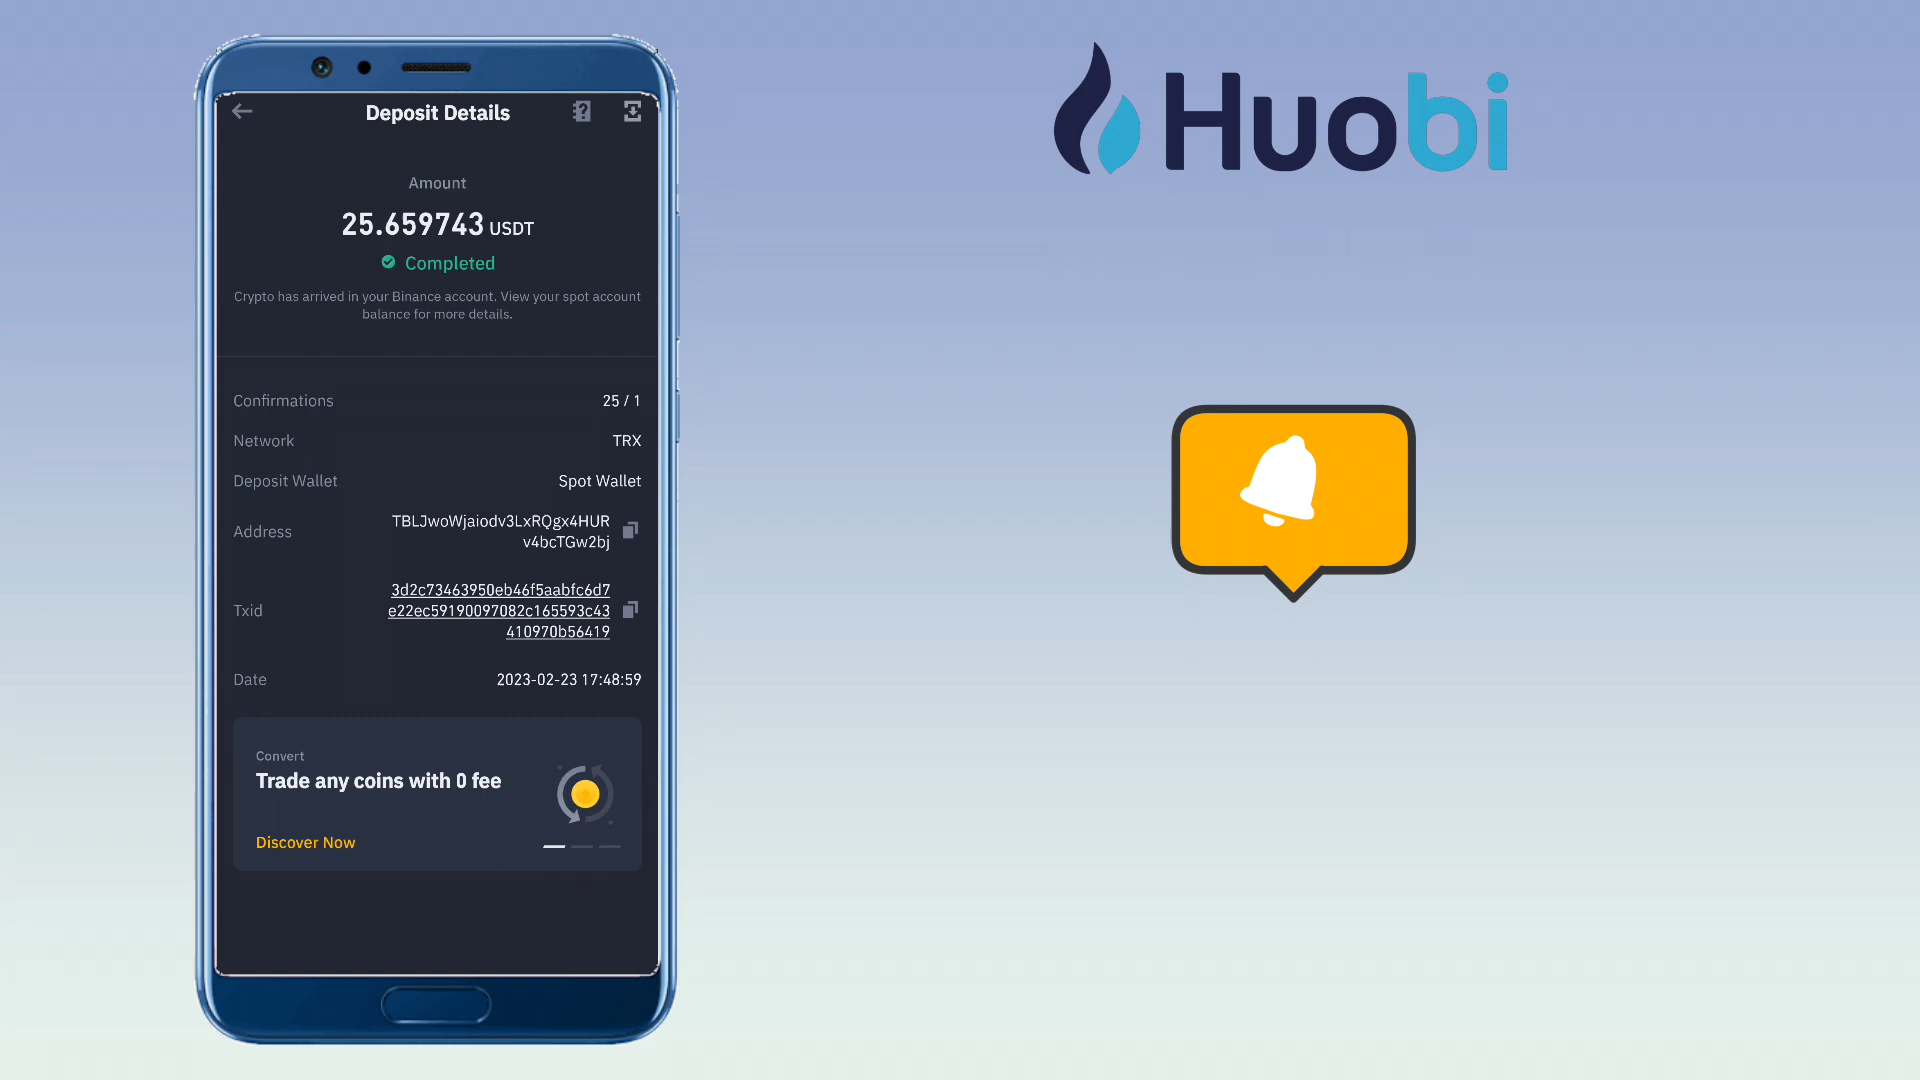 Deposit Details
Amount
25.659743 USDT
Completed
Crypto has arrived in your Binance account. View your spot account
balance for more details.
Confirmations 25 / 1
Network TRX
Deposit Wallet Spot Wallet
Address TBLJwoWjaiodv3LxRQgx4HUR
v4bcTGw2bj
Txid 3d2c73463950eb46f5aabfc6d7
e22ec59190097082c165593c43
410970b56419
Date 2023-02-23 17:48:59
Convert
Trade any coins with 0 fee
Discover Now
Huobi